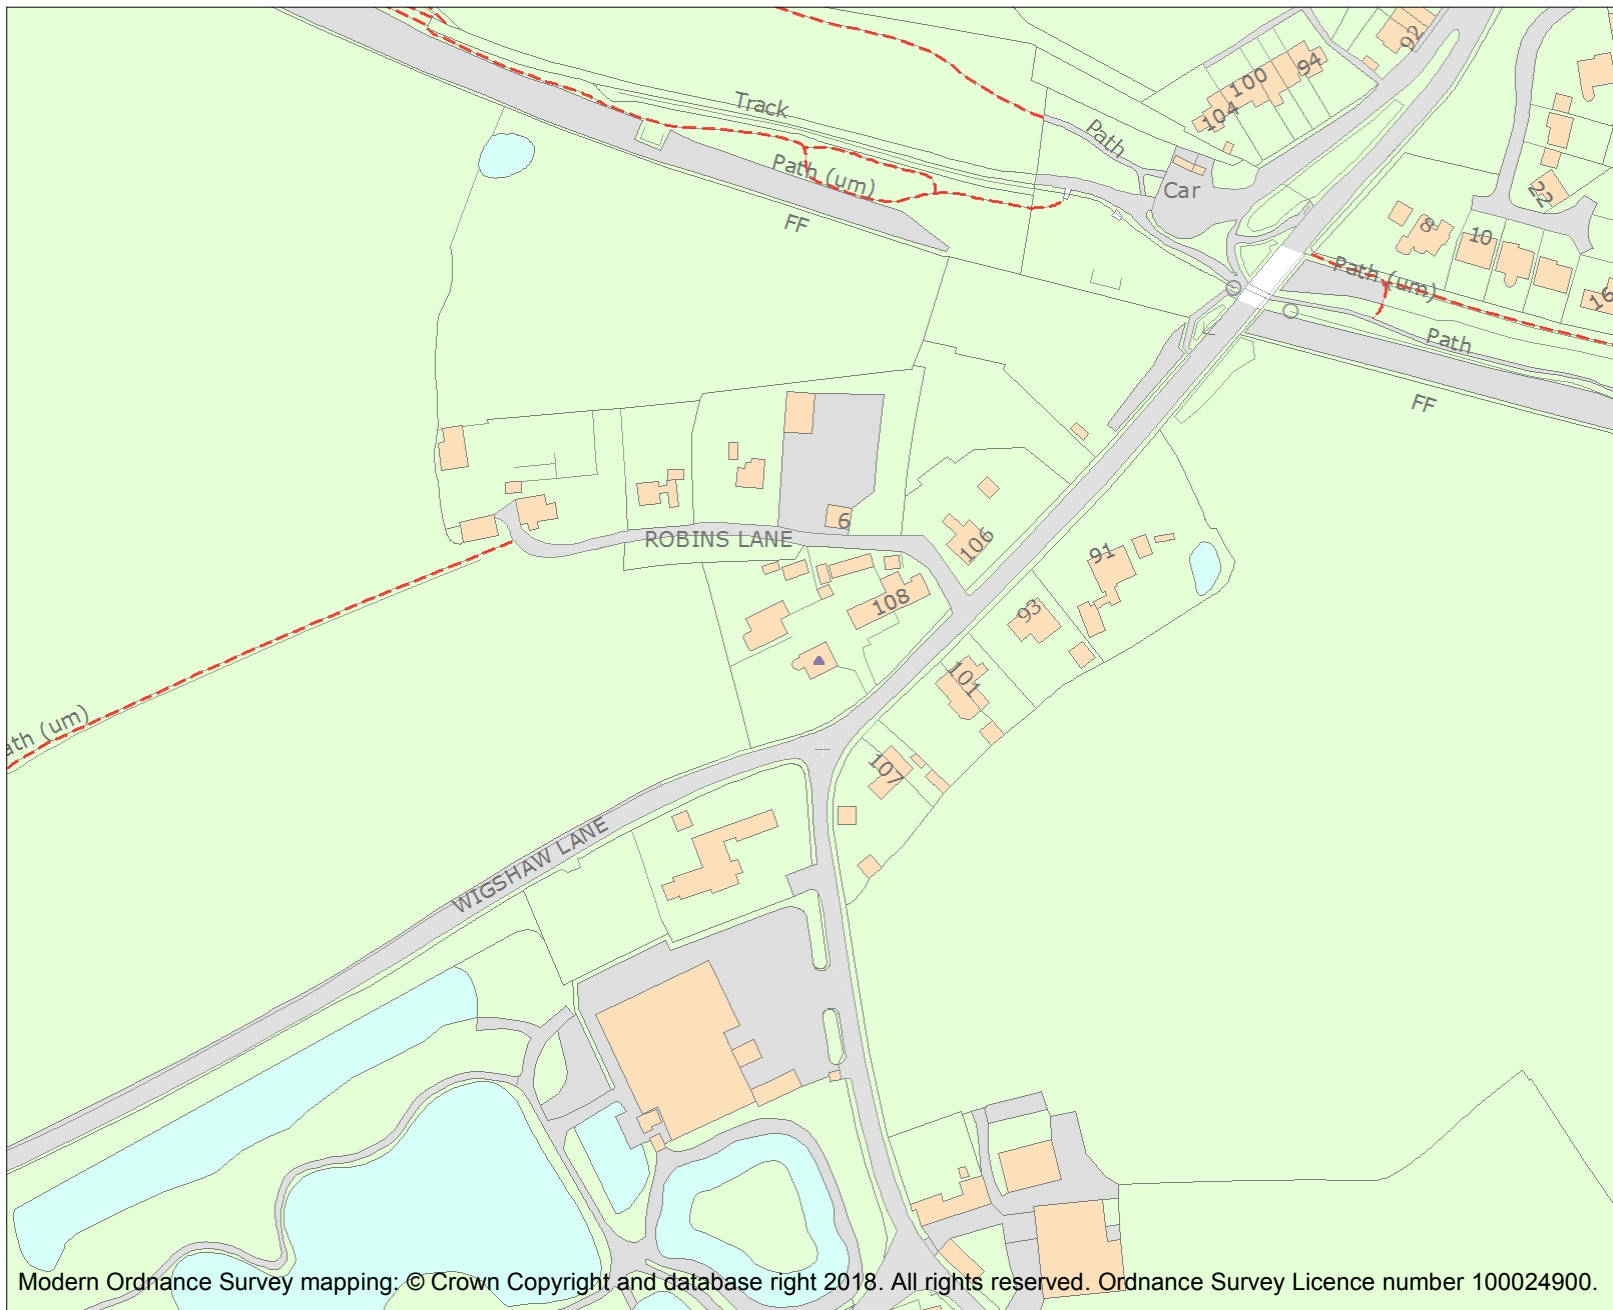 92
94
100
104
Track
Path
Path (um)
Car
22
FF
8
10
Path (um)
16
Path
FF
6
ROBINS LANE
106
91
108
93
101
ath (um)
107
WIGSHAW LANE
Modern Ordnance Survey mapping: © Crown Copyright and database right 2018. All rights reserved. Ordnance Survey Licence number 100024900.